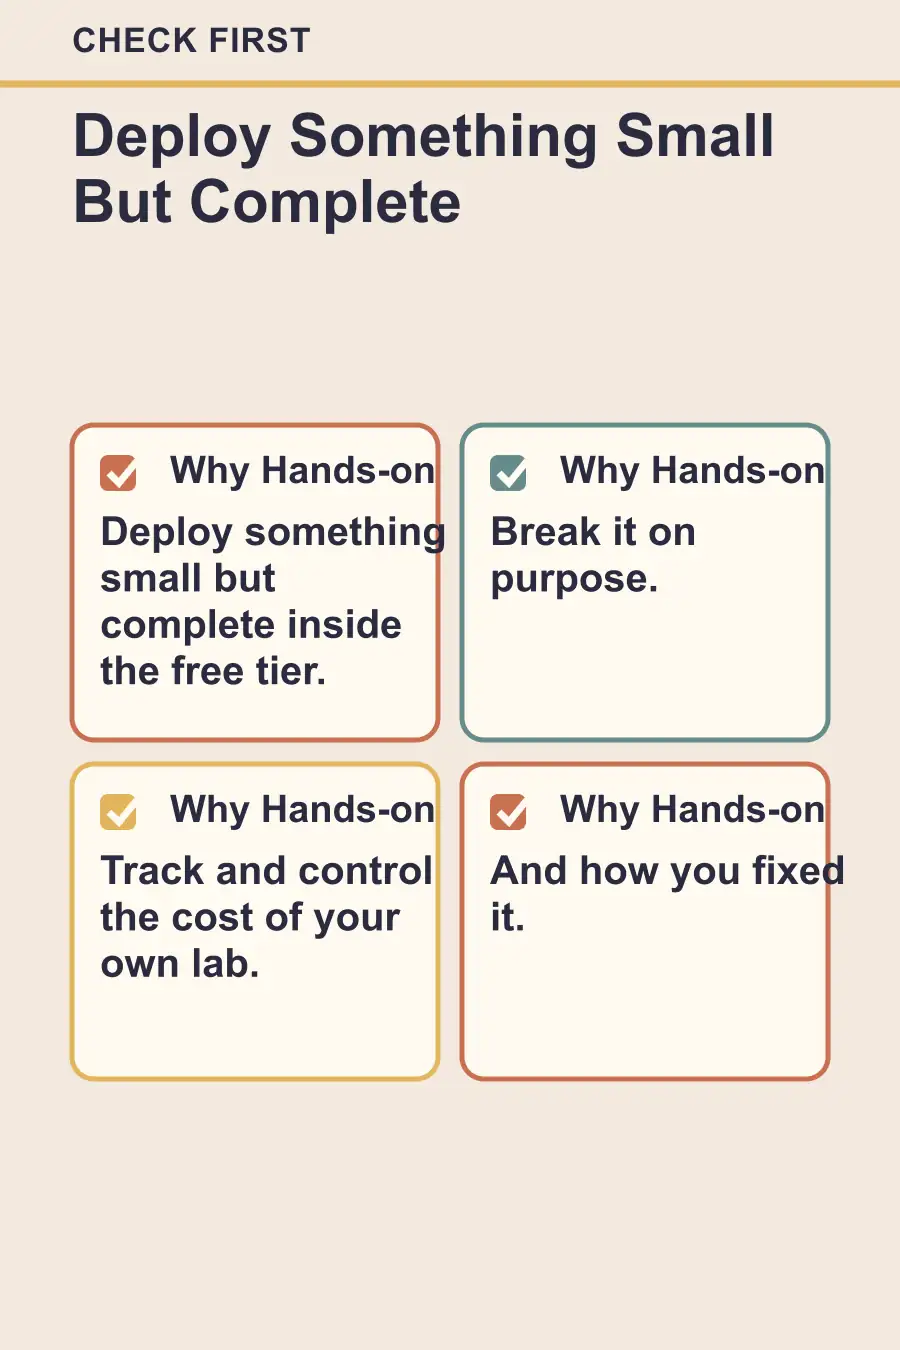 CHECK FIRST
Deploy Something Small
But Complete
Why Hands-on
Deploy something
small but
complete inside
the free tier.
Why Hands-on
Break it on
purpose.
Why Hands-on
Track and control
the cost of your
own lab.
Why Hands-on
And how you fixed
it.